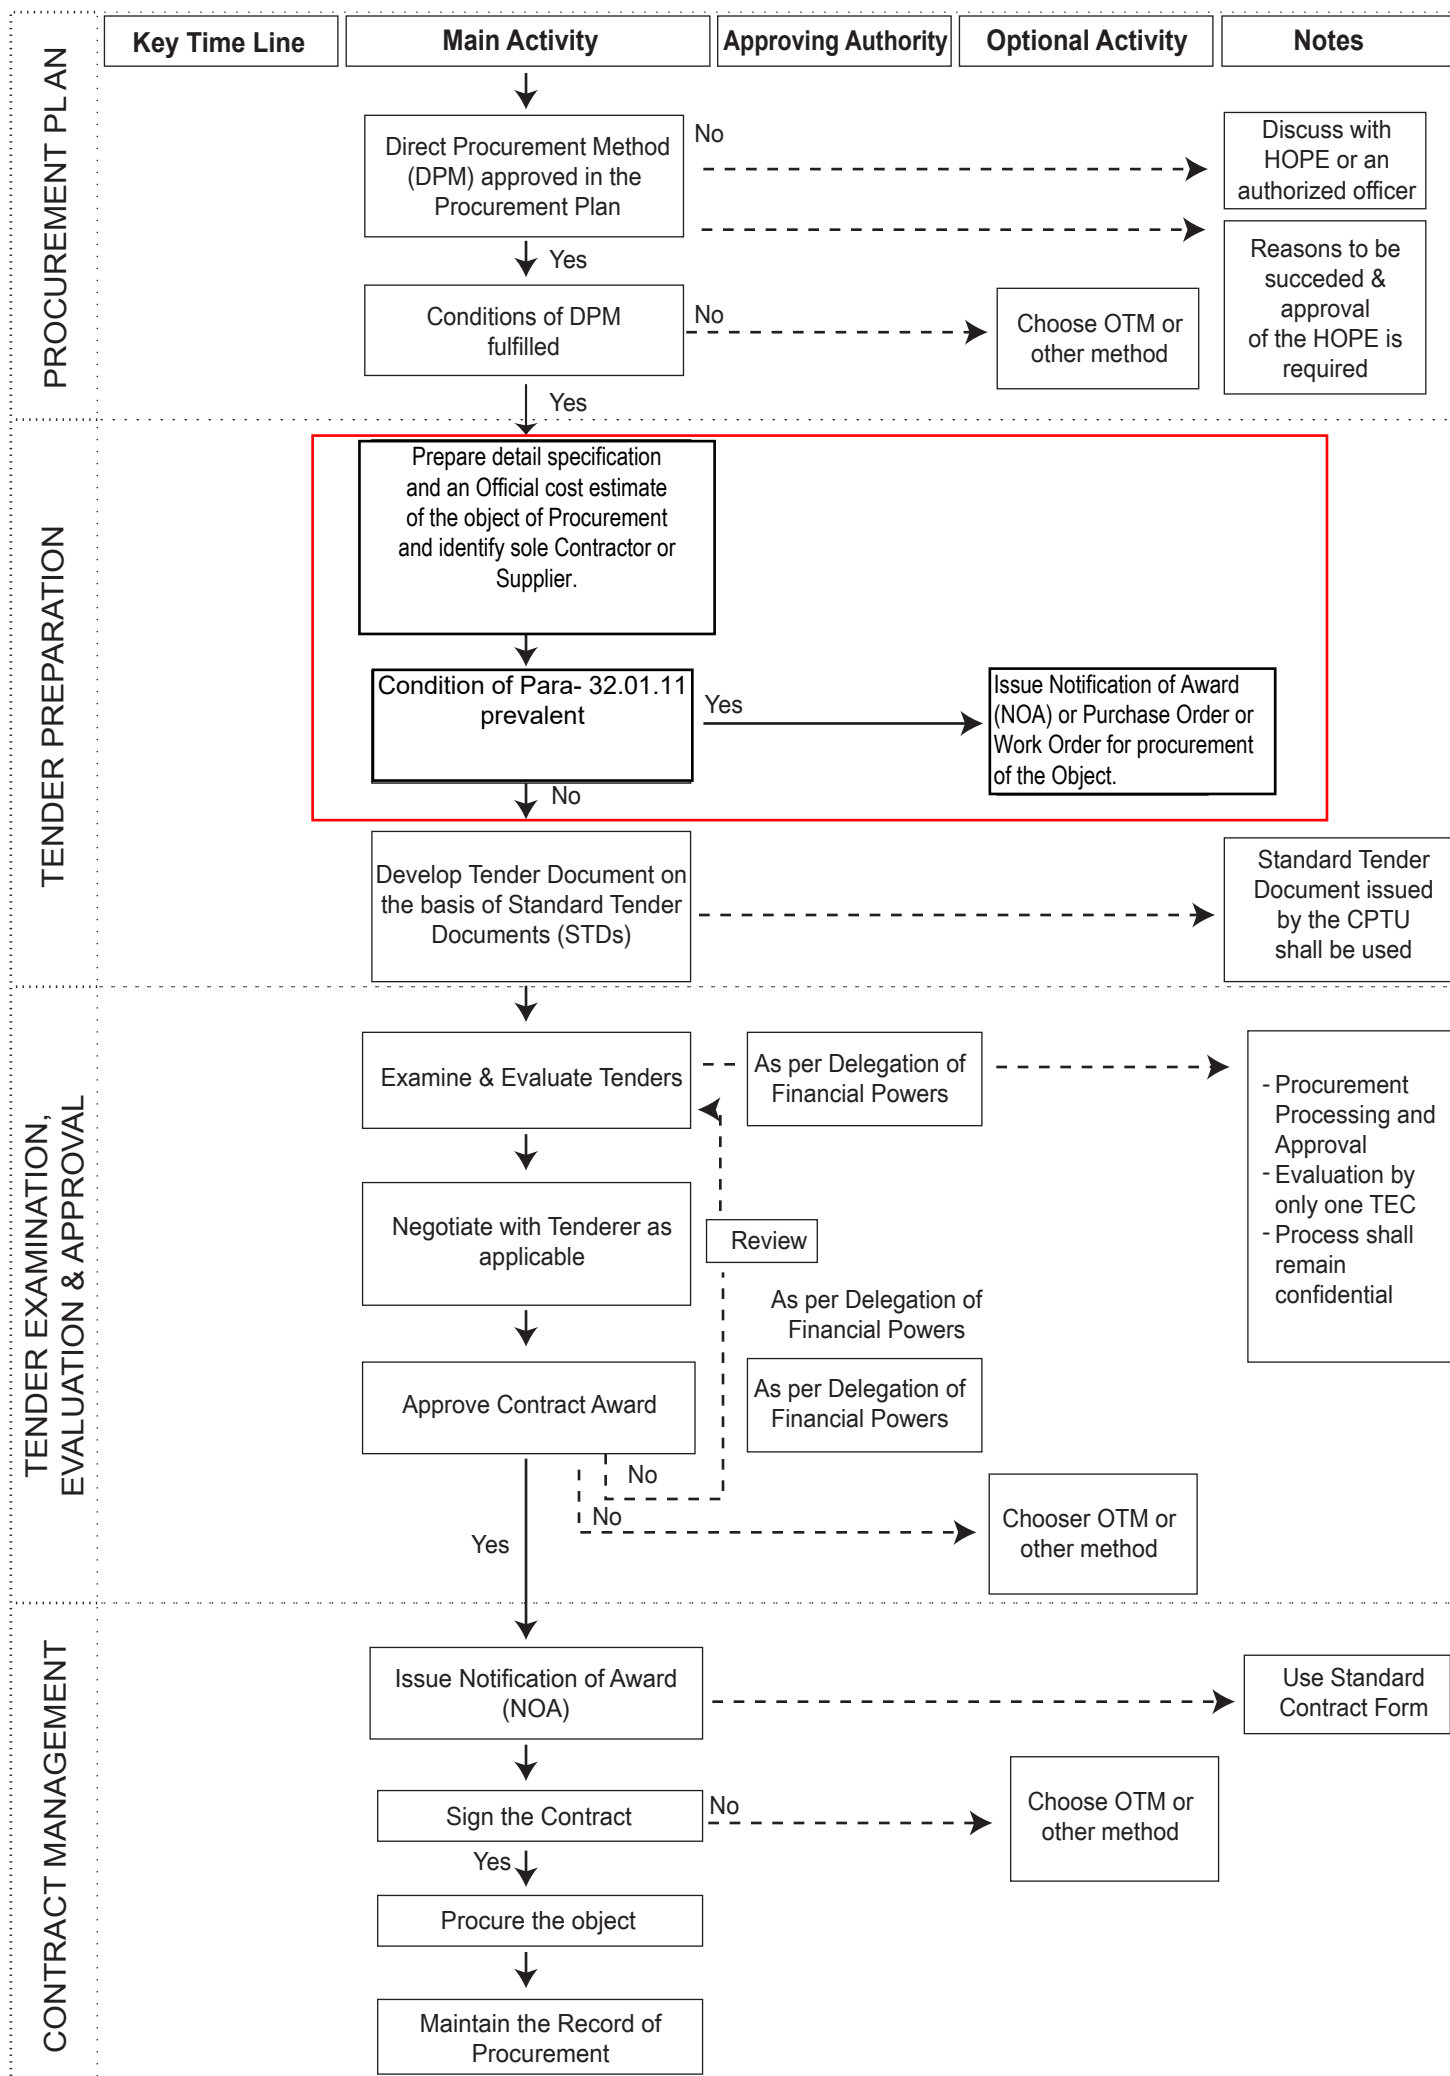 Key Time Line
Main Activity
Approving Authority
Optional Activity
Notes
PROCUREMENT PLAN
Direct Procurement Method
(DPM) approved in the
Procurement Plan
No
Discuss with
HOPE or an
authorized officer
Yes
Reasons to be
succeded &
approval
of the HOPE is
required
Conditions of DPM
fulfilled
No
Choose OTM or
other method
Yes
TENDER PREPARATION
Prepare detail specification
and an Official cost estimate
of the object of Procurement
and identify sole Contractor or
Supplier.
Condition of Para- 32.01.11
prevalent
Yes
Issue Notification of Award
(NOA) or Purchase Order or
Work Order for procurement
of the Object.
No
Develop Tender Document on
the basis of Standard Tender
Documents (STDs)
Standard Tender
Document issued
by the CPTU
shall be used
TENDER EXAMINATION,
EVALUATION & APPROVAL
Examine & Evaluate Tenders
As per Delegation of
Financial Powers
- Procurement
Processing and
Approval
- Evaluation by
only one TEC
- Process shall
remain
confidential
Negotiate with Tenderer as
applicable
Review
As per Delegation of
Financial Powers
Approve Contract Award
As per Delegation of
Financial Powers
No
No
Chooser OTM or
other method
Yes
CONTRACT MANAGEMENT
Issue Notification of Award
(NOA)
Use Standard
Contract Form
Sign the Contract
No
Choose OTM or
other method
Yes
Procure the object
Maintain the Record of
Procurement